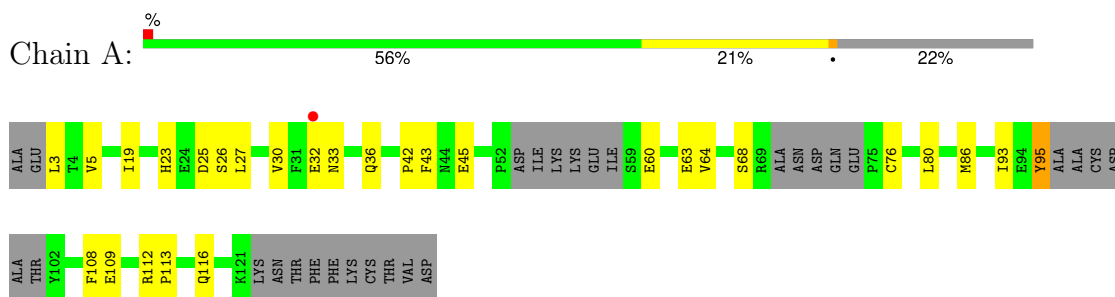 %
Chain A:
56% 21% • 22%
ALA GLU L3 T4 V5 I19 H23 E24 D25 S26 L27 V30 F31 E32 N33 Q36 P42 F43 N44 E45 P52 ASP ILE LYS LYS GLU ILE S59 E60 E63 V64 S68 R69 ALA ASN ASP GLN GLU P75 C76 L80 M86 I93 E94 Y95 ALA ALA CYS ASP
ALA THR Y102 F108 E109 R112 P113 Q116 K121 LYS ASN THR PHE PHE LYS CYS THR VAL ASP